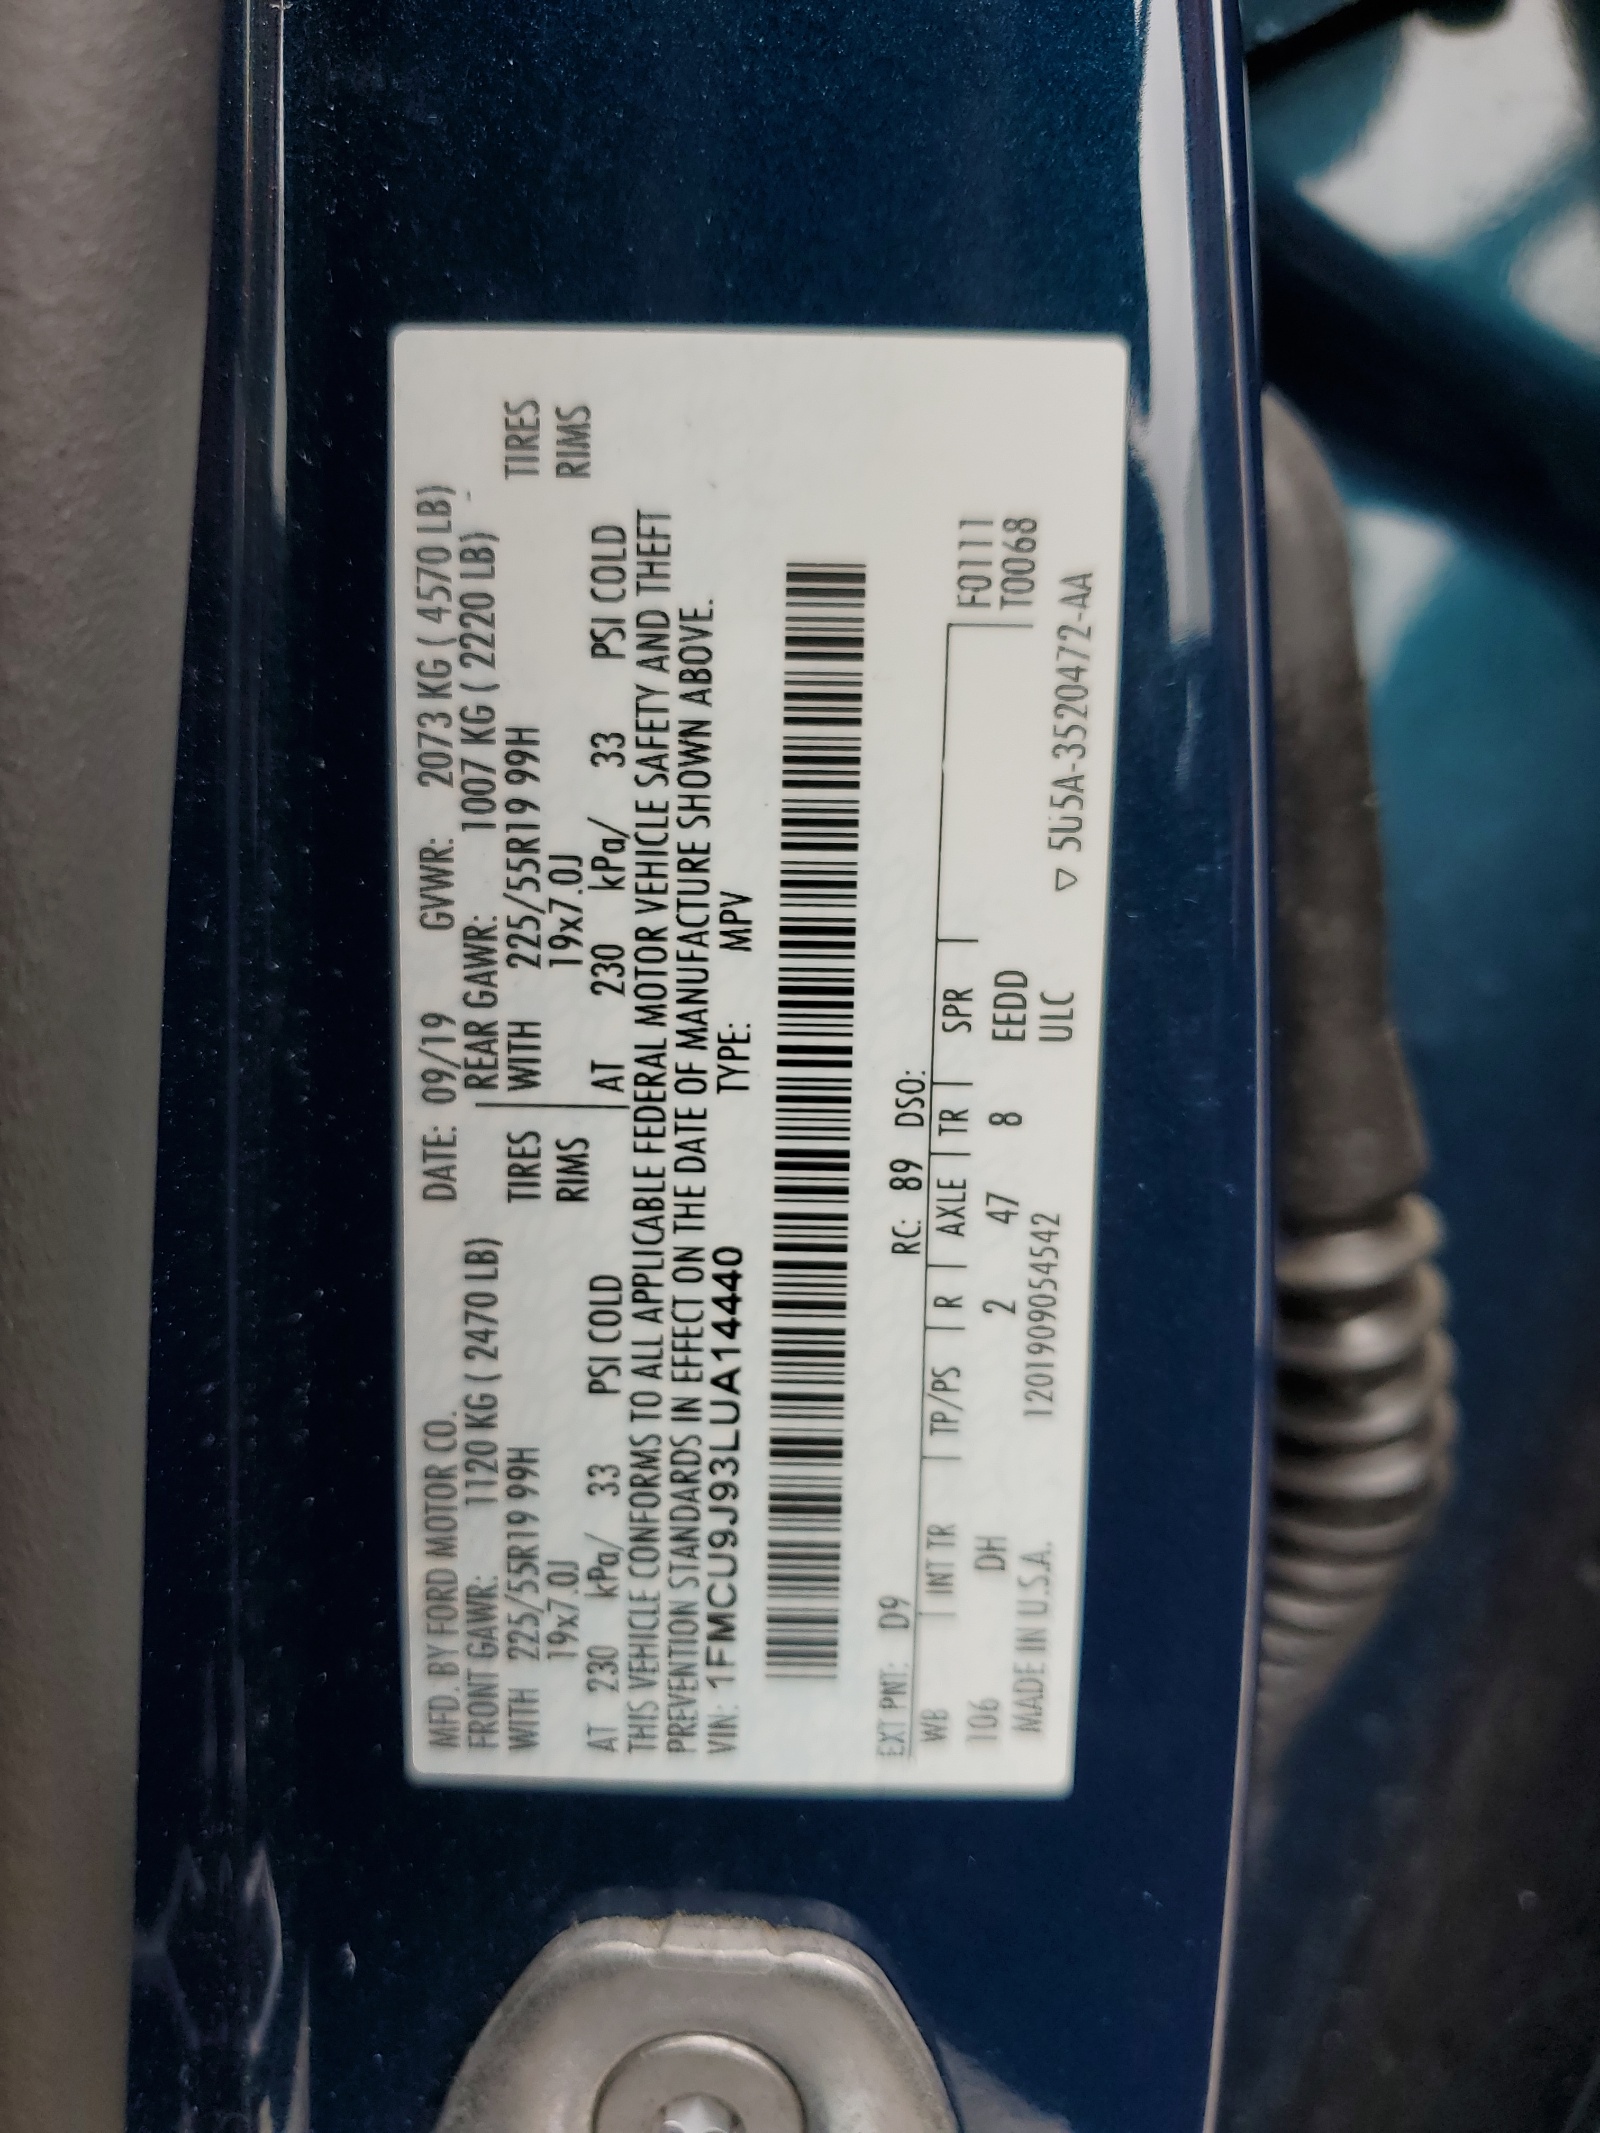 MFD. BY FORD MOTOR CO. DATE: 09/19 GVWR: 2073 KG ( 4570 LB)
FRONT GAWR: 1120 KG ( 2470 LB) REAR GAWR: 1007 KG ( 2220 LB)
WITH 225/55R19 99H TIRES WITH 225/55R19 99H TIRES
19x7.0J RIMS 19x7.0J RIMS
AT 230 kPa/ 33 PSI COLD AT 230 kPa/ 33 PSI COLD
THIS VEHICLE CONFORMS TO ALL APPLICABLE FEDERAL MOTOR VEHICLE SAFETY AND THEFT
PREVENTION STANDARDS IN EFFECT ON THE DATE OF MANUFACTURE SHOWN ABOVE.
VIN: 1FMCU9J93LUA14440 TYPE: MPV
EXT PNT: D9 RC: 89 DSO:
WB | INT TR | TP/PS | R | AXLE | TR | SPR | F0111
106 DH 2 47 8 EEDD T0068
MADE IN U.S.A. 1201909054542 ULC
▽ 5U5A-3520472-AA